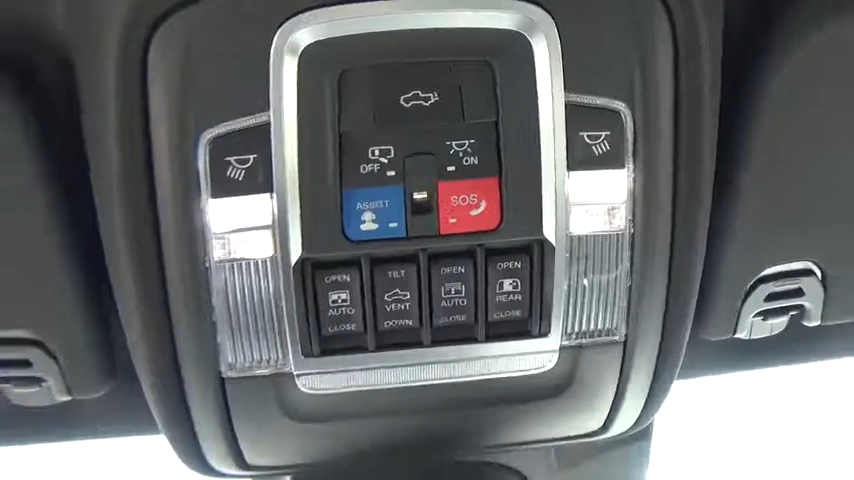 OFF
ON
ASSIST
SOS
OPEN
AUTO
CLOSE
TILT
VENT
DOWN
OPEN
AUTO
CLOSE
OPEN
REAR
CLOSE